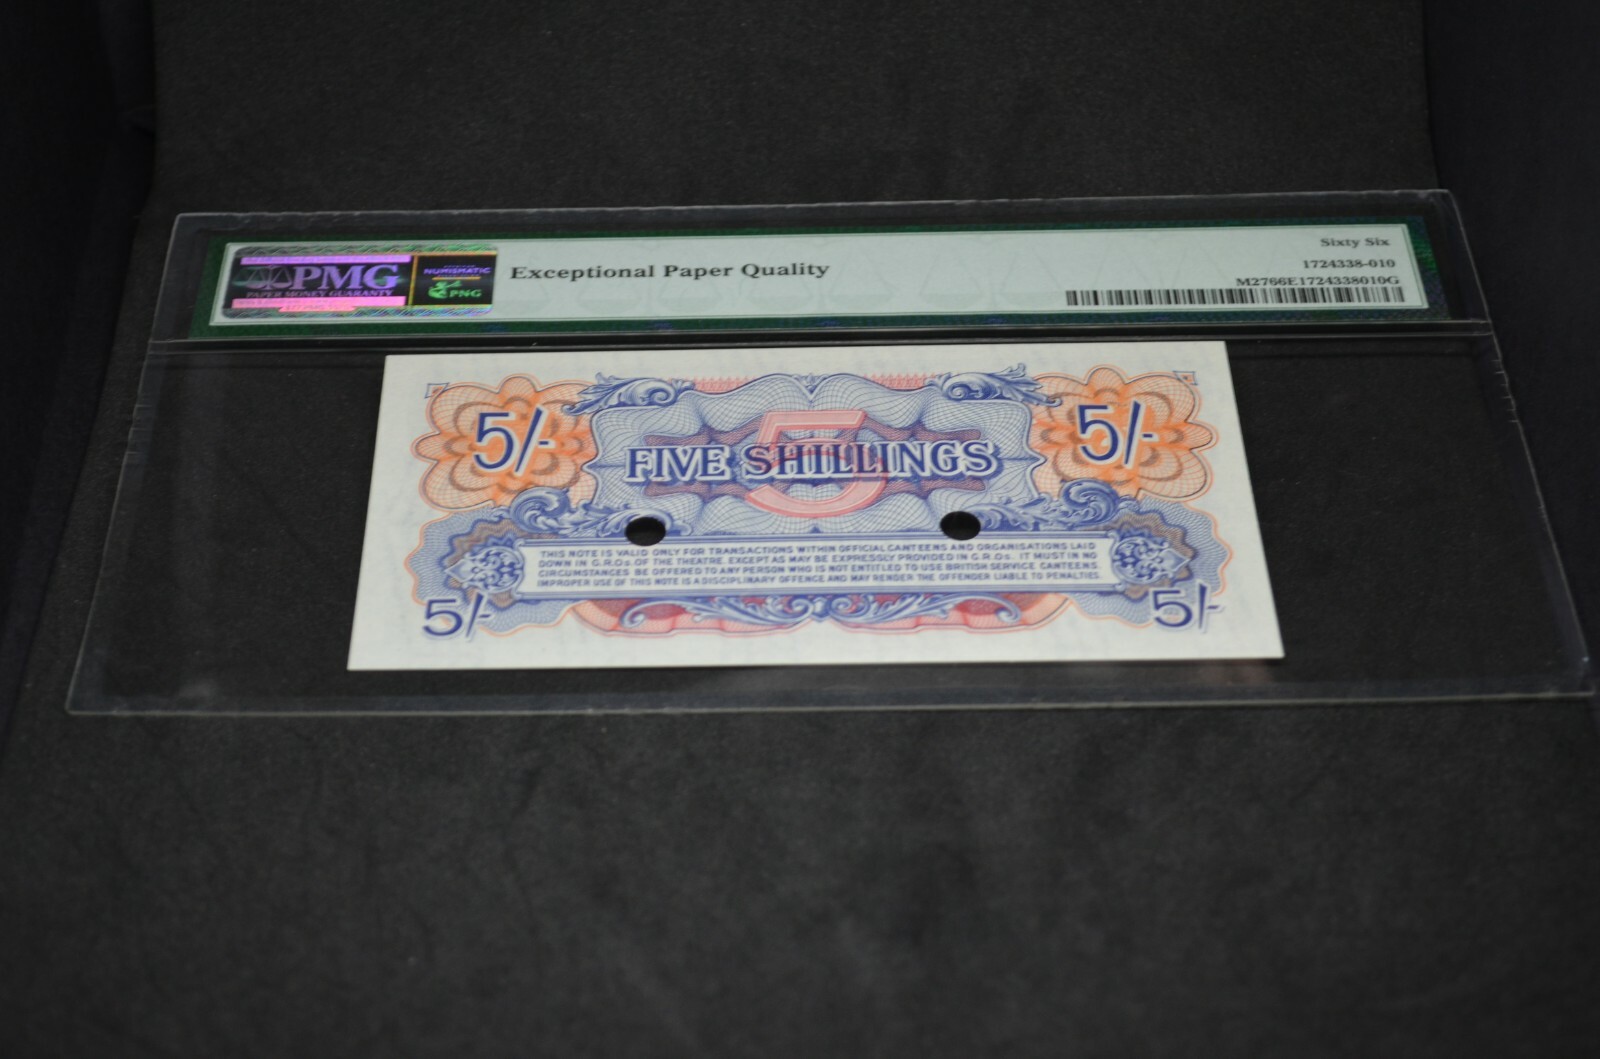 PMG
PAPER MONEY GUARANTY
NUMISMATIC
PNG
Exceptional Paper Quality
Sixty Six
1724338-010
M2766E1724338010G
5/-
5/-
5
FIVE SHILLINGS
THIS NOTE IS VALID ONLY FOR TRANSACTIONS WITHIN OFFICIAL CANTEENS AND ORGANISATIONS LAID
DOWN IN G.R.Os. OF THE THEATRE. EXCEPT AS MAY BE EXPRESSLY PROVIDED IN G.R.Os. IT MUST IN NO
CIRCUMSTANCES BE OFFERED TO ANY PERSON WHO IS NOT ENTITLED TO USE BRITISH SERVICE CANTEENS.
IMPROPER USE OF THIS NOTE IS A DISCIPLINARY OFFENCE AND MAY RENDER THE OFFENDER LIABLE TO PENALTIES.
5/-
5/-